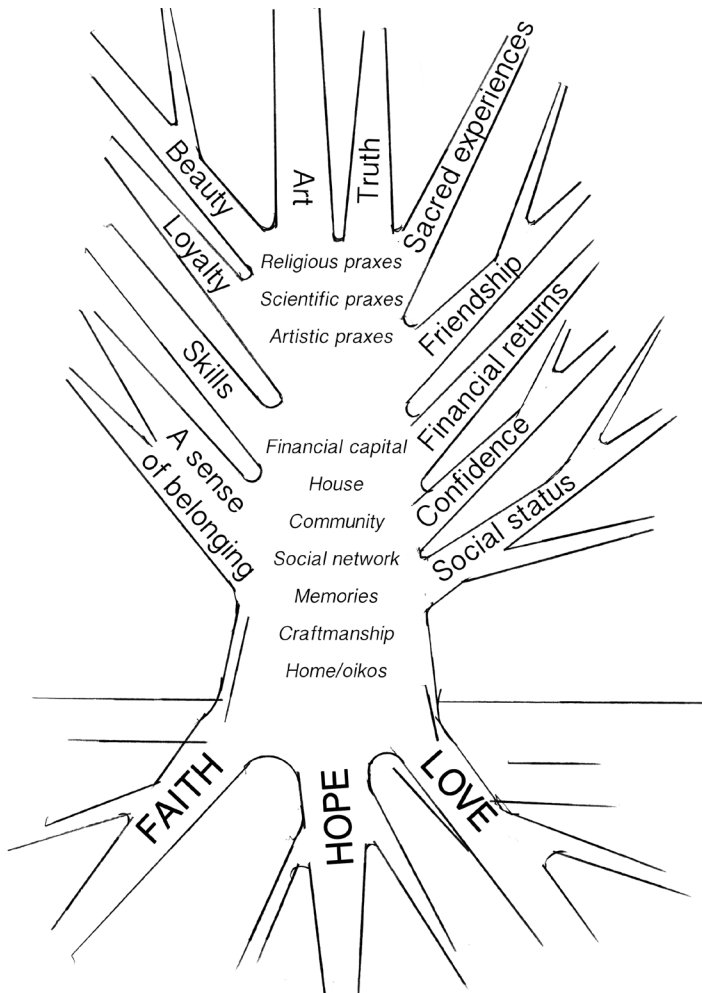 Beauty
Art
Truth
Sacred experiences
Loyalty
Religious praxes
Scientific praxes
Artistic praxes
Friendship
Skills
Financial returns
A sense
of belonging
Financial capital
House
Community
Social network
Memories
Craftmanship
Home/oikos
Confidence
Social status
FAITH
HOPE
LOVE